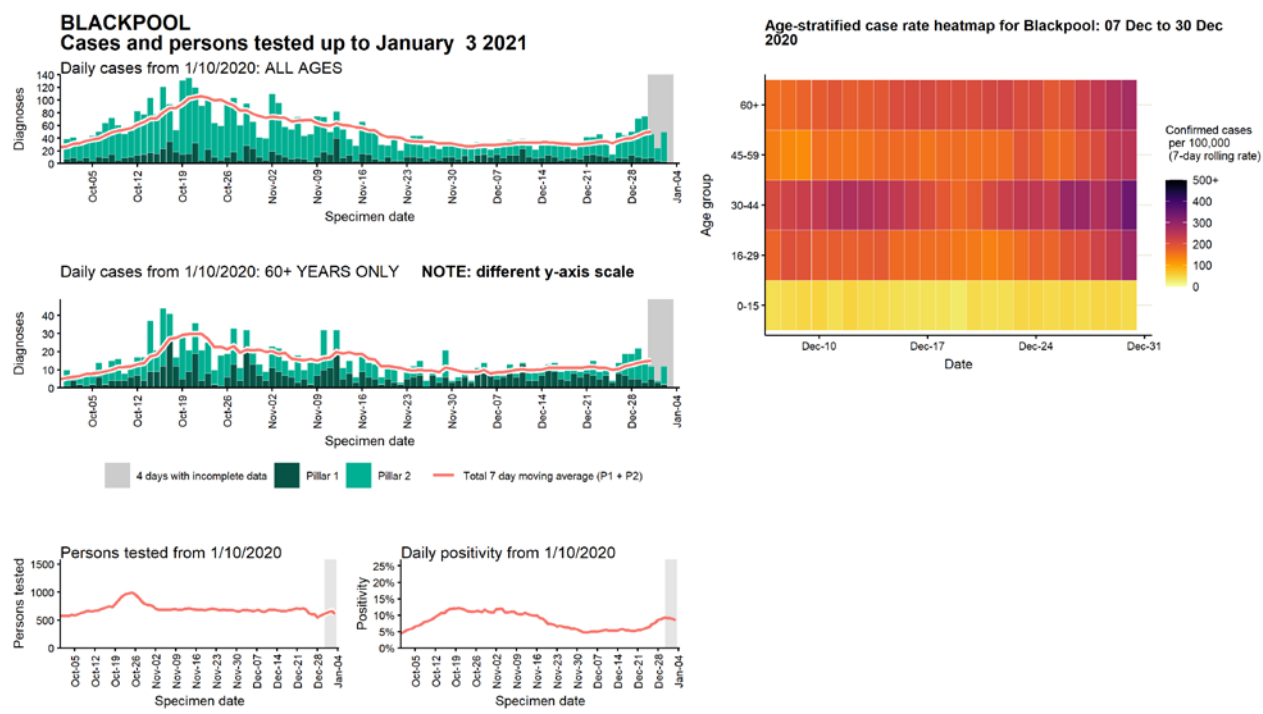 BLACKPOOL
Cases and persons tested up to January 3 2021
Daily cases from 1/10/2020: ALL AGES
Diagnoses
140
120
100
80
60
40
20
0
Oct-05
Oct-12
Oct-19
Oct-26
Nov-02
Nov-09
Nov-16
Nov-23
Nov-30
Dec-07
Dec-14
Dec-21
Dec-28
Jan-04
Specimen date
Daily cases from 1/10/2020: 60+ YEARS ONLY NOTE: different y-axis scale
Diagnoses
40
30
20
10
0
Oct-05
Oct-12
Oct-19
Oct-26
Nov-02
Nov-09
Nov-16
Nov-23
Nov-30
Dec-07
Dec-14
Dec-21
Dec-28
Jan-04
Specimen date
4 days with incomplete data
Pillar 1
Pillar 2
Total 7 day moving average (P1 + P2)
Persons tested from 1/10/2020
Persons tested
1500
1000
500
0
Oct-05
Oct-12
Oct-19
Oct-26
Nov-02
Nov-09
Nov-16
Nov-23
Nov-30
Dec-07
Dec-14
Dec-21
Dec-28
Jan-04
Specimen date
Daily positivity from 1/10/2020
Positivity
25%
20%
15%
10%
5%
0%
Oct-05
Oct-12
Oct-19
Oct-26
Nov-02
Nov-09
Nov-16
Nov-23
Nov-30
Dec-07
Dec-14
Dec-21
Dec-28
Jan-04
Specimen date
Age-stratified case rate heatmap for Blackpool: 07 Dec to 30 Dec
2020
Age group
60+
45-59
30-44
16-29
0-15
Dec-10
Dec-17
Dec-24
Dec-31
Date
Confirmed cases
per 100,000
(7-day rolling rate)
500+
400
300
200
100
0